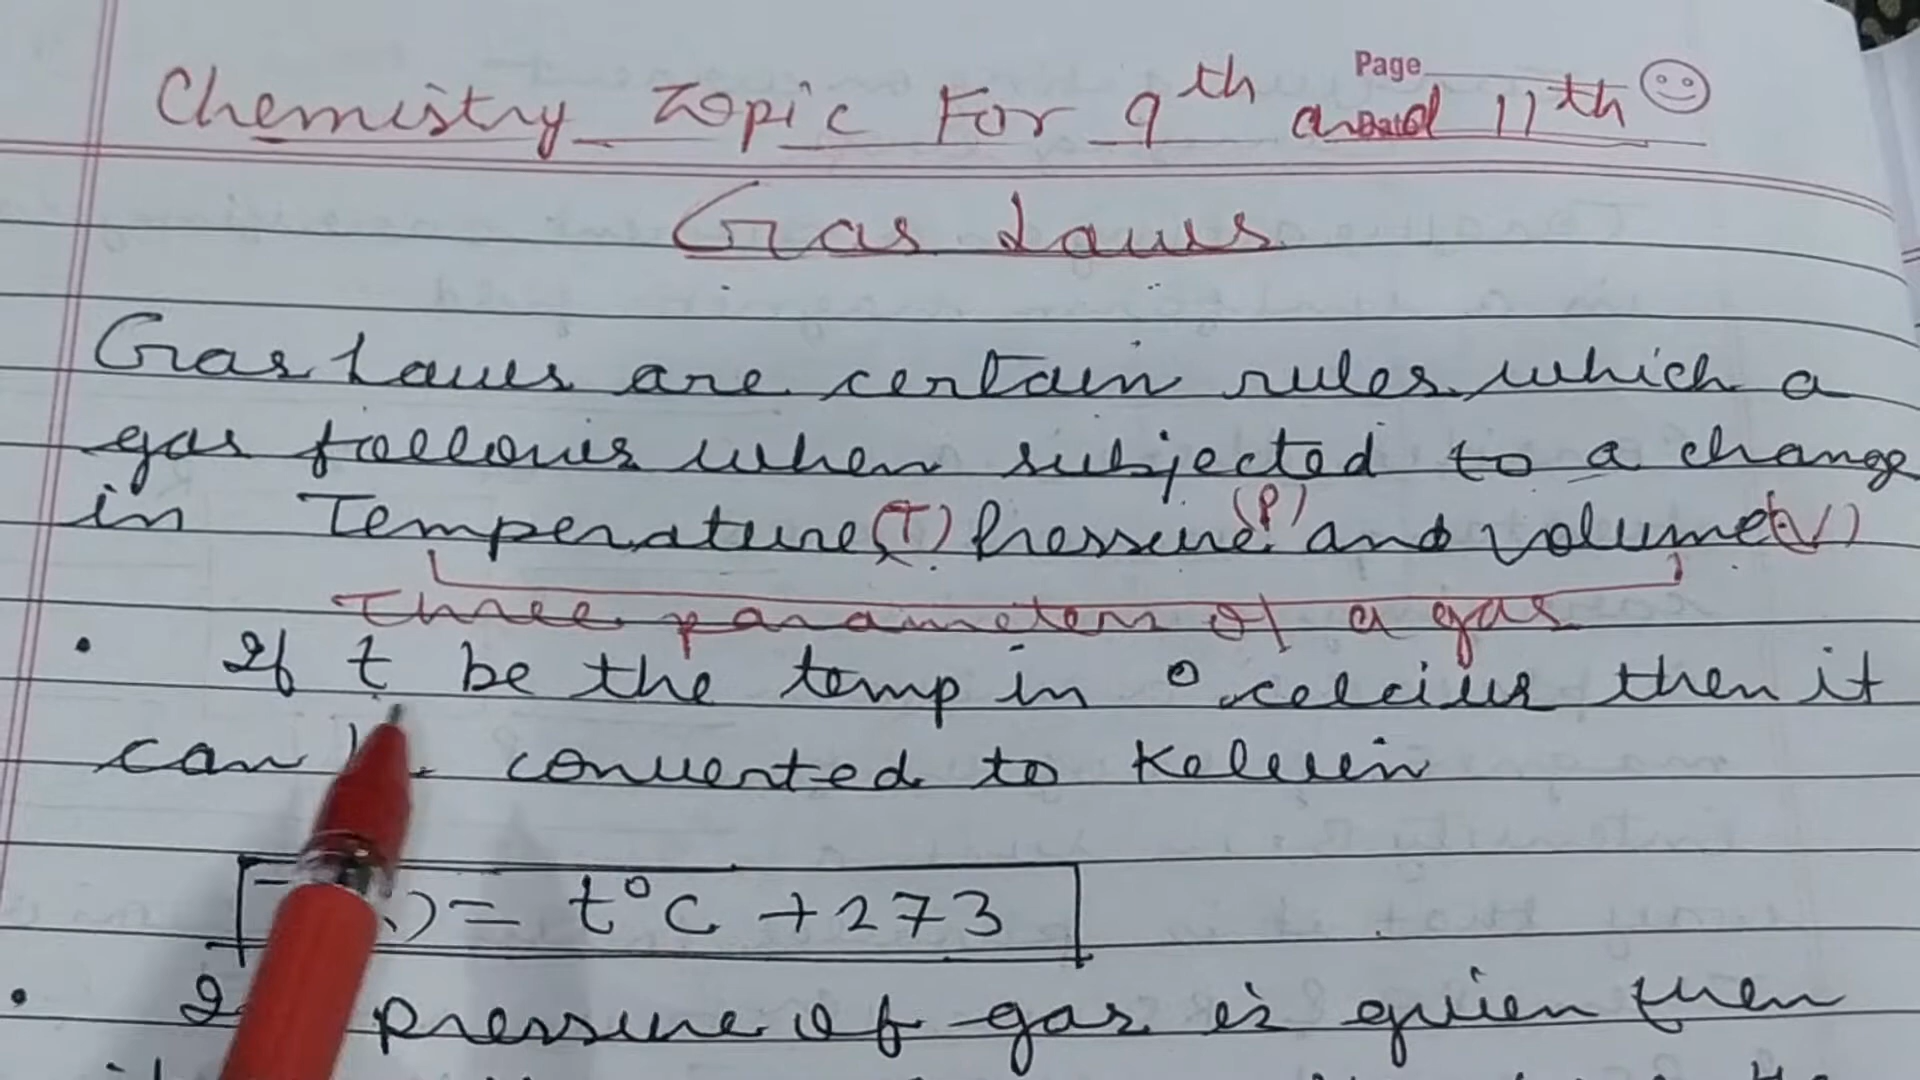 Page
Chemistry Topic For 9th and 11th
Gas Laws
Gas Laws are certain rules which a
gas follows when subjected to a change
in Temperature,(T) Pressure(P) and volume(V)
Three parameters of a gas
• If t be the temp in ° celcius then it
can converted to Kelevin
= t°C + 273
• pressure of gas is given then